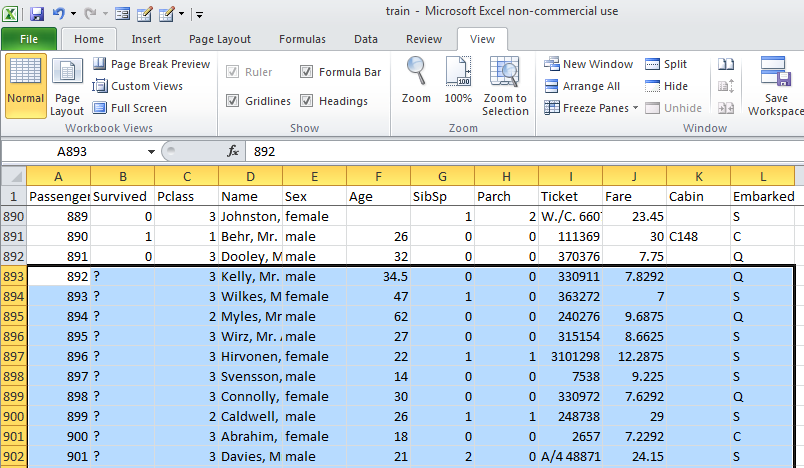 train - Microsoft Excel non-commercial use
File Home Insert Page Layout Formulas Data Review View
Normal
Page Layout
Page Break Preview
Custom Views
Full Screen
Workbook Views
Ruler
Formula Bar
Gridlines
Headings
Show
Zoom
100%
Zoom to Selection
Zoom
New Window
Arrange All
Freeze Panes
Split
Hide
Unhide
Save
Workspace
Window
A893 fx 892
A B C D E F G H I J K L
1 Passenger Survived Pclass Name Sex Age SibSp Parch Ticket Fare Cabin Embarked
890 889 0 3 Johnston, female 1 2 W./C. 6607 23.45 S
891 890 1 1 Behr, Mr. male 26 0 0 111369 30 C148 C
892 891 0 3 Dooley, M male 32 0 0 370376 7.75 Q
893 892 ? 3 Kelly, Mr. male 34.5 0 0 330911 7.8292 Q
894 893 ? 3 Wilkes, M female 47 1 0 363272 7 S
895 894 ? 2 Myles, Mr male 62 0 0 240276 9.6875 Q
896 895 ? 3 Wirz, Mr. male 27 0 0 315154 8.6625 S
897 896 ? 3 Hirvonen, female 22 1 1 3101298 12.2875 S
898 897 ? 3 Svensson, male 14 0 0 7538 9.225 S
899 898 ? 3 Connolly, female 30 0 0 330972 7.6292 Q
900 899 ? 2 Caldwell, male 26 1 1 248738 29 S
901 900 ? 3 Abrahim, female 18 0 0 2657 7.2292 C
902 901 ? 3 Davies, M male 21 2 0 A/4 48871 24.15 S